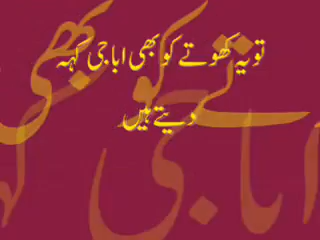 تو یہ کھوتے کو بھی ابا جی کہہ
دیتے ہیں